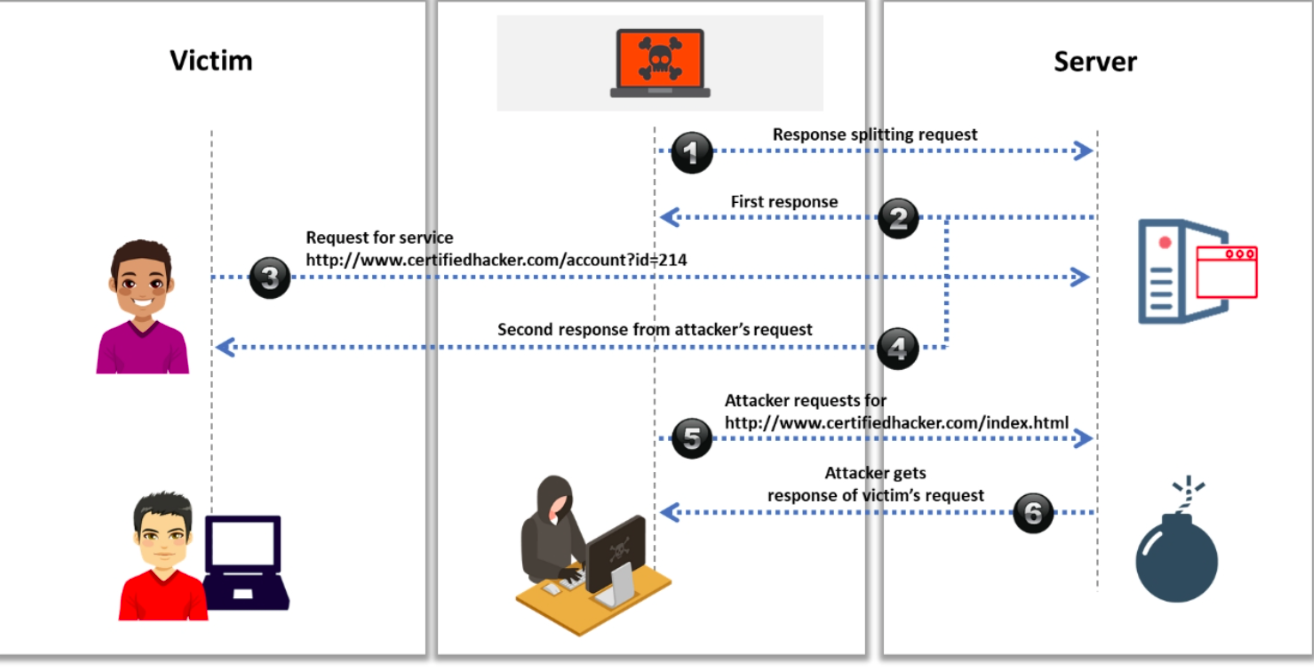 Victim
Server
Response splitting request
1
First response
2
Request for service
http://www.certifiedhacker.com/account?id=214
3
Second response from attacker's request
4
Attacker requests for
http://www.certifiedhacker.com/index.html
5
Attacker gets
response of victim's request
6